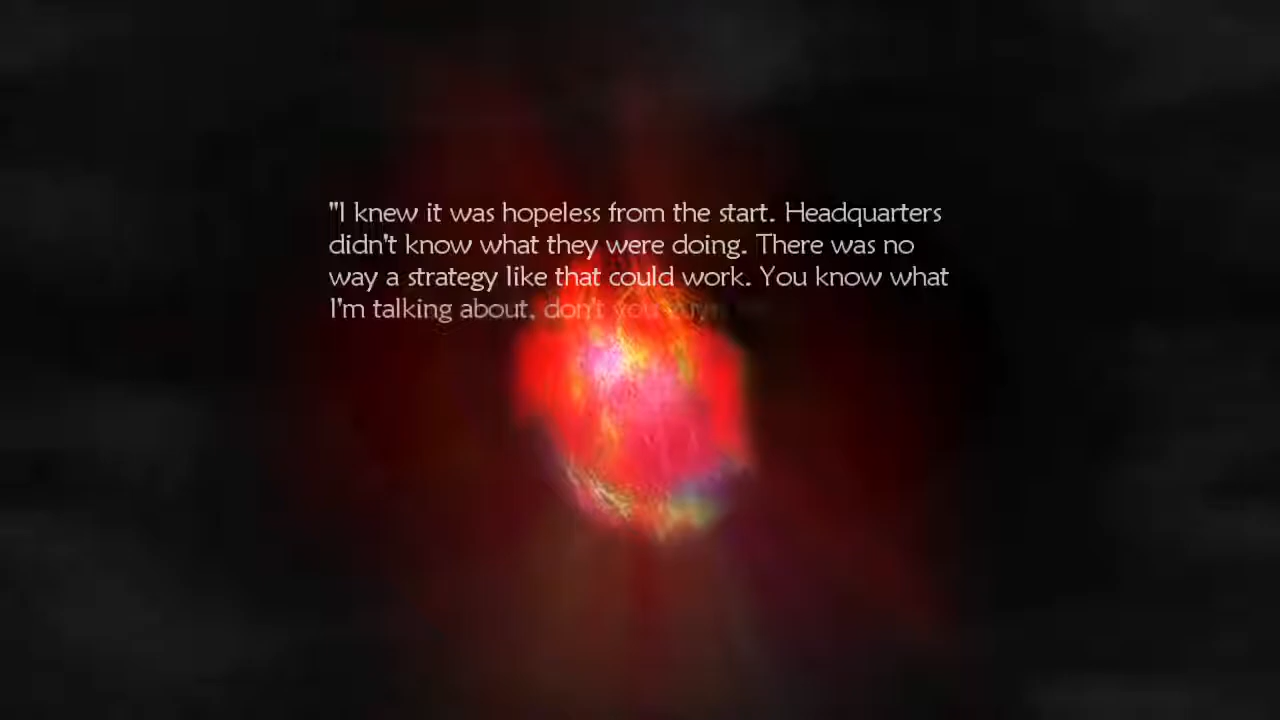 "I knew it was hopeless from the start. Headquarters
didn't know what they were doing. There was no
way a strategy like that could work. You know what
I'm talking about, don't you